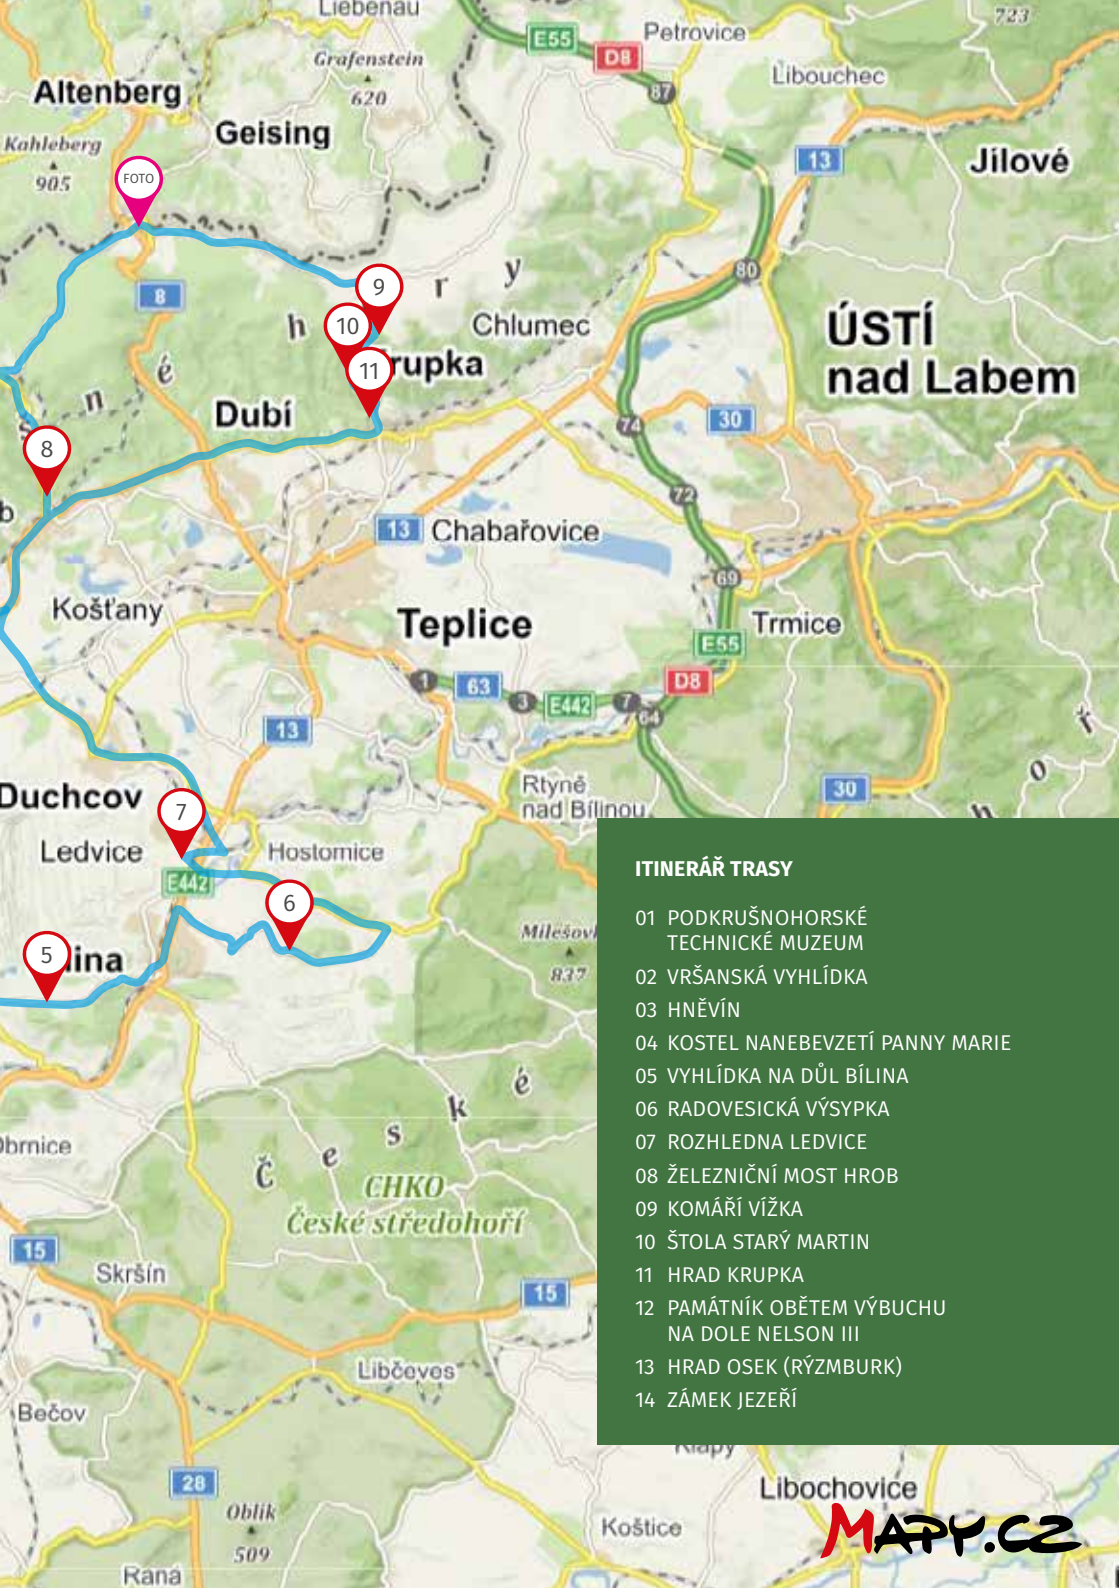 Liebenau
723
E55
Petrovice
D8
Grafenstein
620
Libouchec
Altenberg
87
Geising
Kahleberg
905
13
Jílové
FOTO
y
r
80
9
8
h
10
Chlumec
ÚSTÍ
nad Labem
é
11
rupka
n
Dubí
30
74
š
8
72
b
13
Chabařovice
69
Košťany
Teplice
Trmice
E55
1
63
3
E442
7
D8
64
13
ř
o
Duchcov
Rtyně
nad Bílinou
30
h
7
Ledvice
Hostomice
E442
6
Milešov
837
5
lina
ITINERÁŘ TRASY
01 PODKRUŠNOHORSKÉ
TECHNICKÉ MUZEUM
02 VRŠANSKÁ VYHLÍDKA
03 HNĚVÍN
04 KOSTEL NANEBEVZETÍ PANNY MARIE
05 VYHLÍDKA NA DŮL BÍLINA
06 RADOVESICKÁ VÝSYPKA
07 ROZHLEDNA LEDVICE
08 ŽELEZNIČNÍ MOST HROB
09 KOMÁŘÍ VÍŽKA
10 ŠTOLA STARÝ MARTIN
11 HRAD KRUPKA
12 PAMÁTNÍK OBĚTEM VÝBUCHU
NA DOLE NELSON III
13 HRAD OSEK (RÝZMBURK)
14 ZÁMEK JEZEŘÍ
é
k
s
e
Č
Obrnice
CHKO
České středohoří
15
Skršín
15
Libčeves
Bečov
Klapý
28
Libochovice
Oblík
509
Koštice
MAPY.CZ
Raná